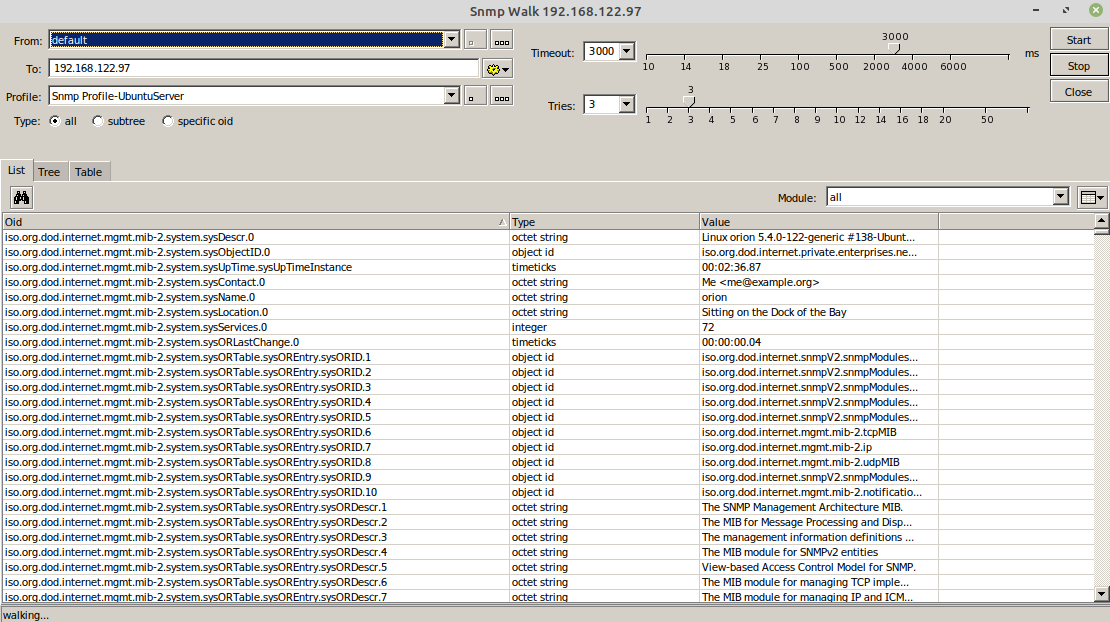 Snmp Walk 192.168.122.97
From: default
To: 192.168.122.97
Profile: Snmp Profile-UbuntuServer
Type: all subtree specific oid
Timeout: 3000
3000
10 14 18 25 100 500 2000 4000 6000
ms
Tries: 3
3
1 2 3 4 5 6 7 8 9 10 12 14 16 18 20 50
Start
Stop
Close
List Tree Table
Module: all
Oid Type Value
iso.org.dod.internet.mgmt.mib-2.system.sysDescr.0 octet string Linux orion 5.4.0-122-generic #138-Ubunt...
iso.org.dod.internet.mgmt.mib-2.system.sysObjectID.0 object id iso.org.dod.internet.private.enterprises.ne...
iso.org.dod.internet.mgmt.mib-2.system.sysUpTime.sysUpTimeInstance timeticks 00:02:36.87
iso.org.dod.internet.mgmt.mib-2.system.sysContact.0 octet string Me <me@example.org>
iso.org.dod.internet.mgmt.mib-2.system.sysName.0 octet string orion
iso.org.dod.internet.mgmt.mib-2.system.sysLocation.0 octet string Sitting on the Dock of the Bay
iso.org.dod.internet.mgmt.mib-2.system.sysServices.0 integer 72
iso.org.dod.internet.mgmt.mib-2.system.sysORLastChange.0 timeticks 00:00:00.04
iso.org.dod.internet.mgmt.mib-2.system.sysORTable.sysOREntry.sysORID.1 object id iso.org.dod.internet.snmpV2.snmpModules...
iso.org.dod.internet.mgmt.mib-2.system.sysORTable.sysOREntry.sysORID.2 object id iso.org.dod.internet.snmpV2.snmpModules...
iso.org.dod.internet.mgmt.mib-2.system.sysORTable.sysOREntry.sysORID.3 object id iso.org.dod.internet.snmpV2.snmpModules...
iso.org.dod.internet.mgmt.mib-2.system.sysORTable.sysOREntry.sysORID.4 object id iso.org.dod.internet.snmpV2.snmpModules...
iso.org.dod.internet.mgmt.mib-2.system.sysORTable.sysOREntry.sysORID.5 object id iso.org.dod.internet.snmpV2.snmpModules...
iso.org.dod.internet.mgmt.mib-2.system.sysORTable.sysOREntry.sysORID.6 object id iso.org.dod.internet.mgmt.mib-2.tcpMIB
iso.org.dod.internet.mgmt.mib-2.system.sysORTable.sysOREntry.sysORID.7 object id iso.org.dod.internet.mgmt.mib-2.ip
iso.org.dod.internet.mgmt.mib-2.system.sysORTable.sysOREntry.sysORID.8 object id iso.org.dod.internet.mgmt.mib-2.udpMIB
iso.org.dod.internet.mgmt.mib-2.system.sysORTable.sysOREntry.sysORID.9 object id iso.org.dod.internet.snmpV2.snmpModules...
iso.org.dod.internet.mgmt.mib-2.system.sysORTable.sysOREntry.sysORID.10 object id iso.org.dod.internet.mgmt.mib-2.notificatio...
iso.org.dod.internet.mgmt.mib-2.system.sysORTable.sysOREntry.sysORDescr.1 octet string The SNMP Management Architecture MIB.
iso.org.dod.internet.mgmt.mib-2.system.sysORTable.sysOREntry.sysORDescr.2 octet string The MIB for Message Processing and Disp...
iso.org.dod.internet.mgmt.mib-2.system.sysORTable.sysOREntry.sysORDescr.3 octet string The management information definitions ...
iso.org.dod.internet.mgmt.mib-2.system.sysORTable.sysOREntry.sysORDescr.4 octet string The MIB module for SNMPv2 entities
iso.org.dod.internet.mgmt.mib-2.system.sysORTable.sysOREntry.sysORDescr.5 octet string View-based Access Control Model for SNMP.
iso.org.dod.internet.mgmt.mib-2.system.sysORTable.sysOREntry.sysORDescr.6 octet string The MIB module for managing TCP imple...
iso.org.dod.internet.mgmt.mib-2.system.sysORTable.sysOREntry.sysORDescr.7 octet string The MIB module for managing IP and ICM...
walking...